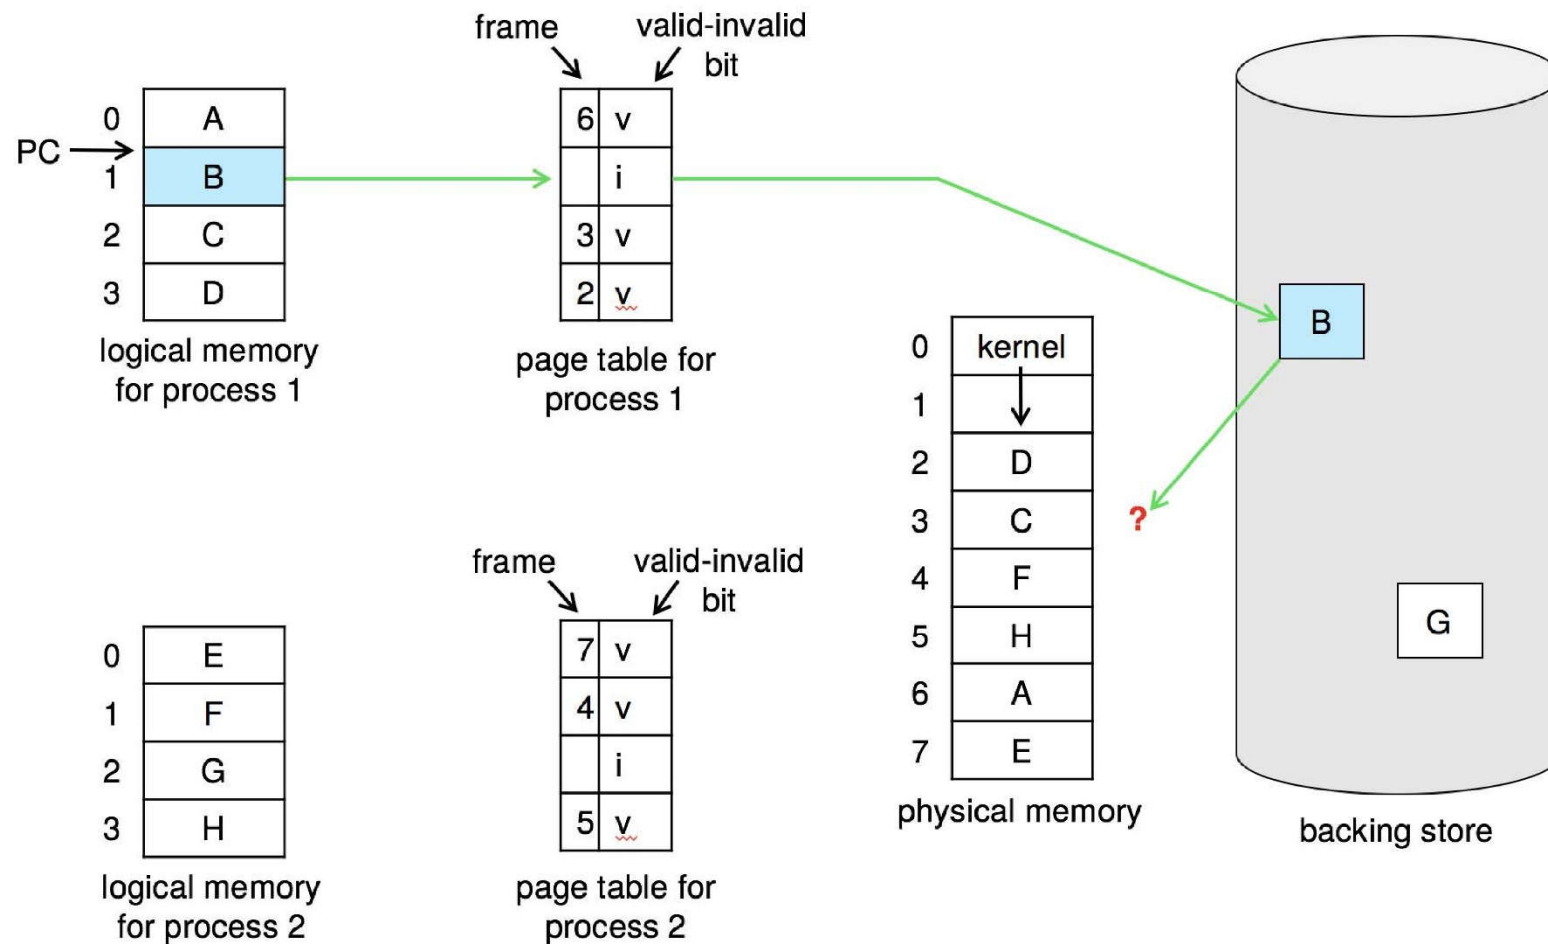 frame
valid-invalid
bit
0 A
PC
1 B
2 C
3 D
logical memory
for process 1
6 v
i
3 v
2 v
page table for
process 1
B
G
backing store
0 kernel
1
2 D
3 C
4 F
5 H
6 A
7 E
physical memory
?
0 E
1 F
2 G
3 H
logical memory
for process 2
frame
valid-invalid
bit
7 v
4 v
i
5 v
page table for
process 2